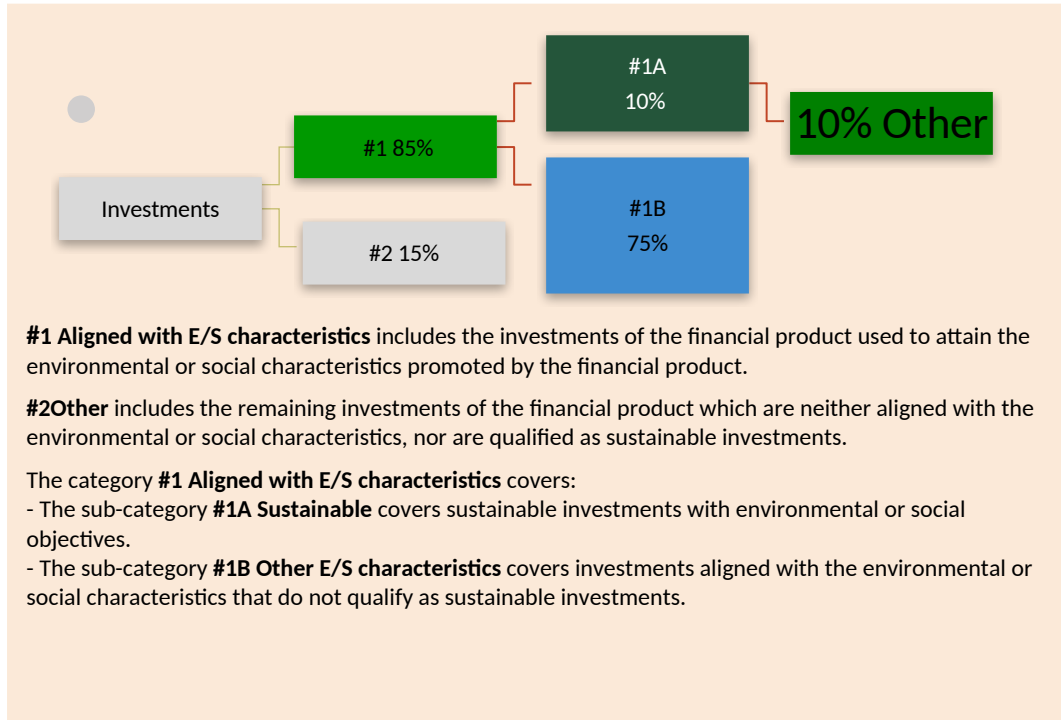 #1A
10%
10% Other
#1 85%
Investments
#1B
75%
#2 15%
#1 Aligned with E/S characteristics includes the investments of the financial product used to attain the
environmental or social characteristics promoted by the financial product.
#2Other includes the remaining investments of the financial product which are neither aligned with the
environmental or social characteristics, nor are qualified as sustainable investments.
The category #1 Aligned with E/S characteristics covers:
- The sub-category #1A Sustainable covers sustainable investments with environmental or social
objectives.
- The sub-category #1B Other E/S characteristics covers investments aligned with the environmental or
social characteristics that do not qualify as sustainable investments.